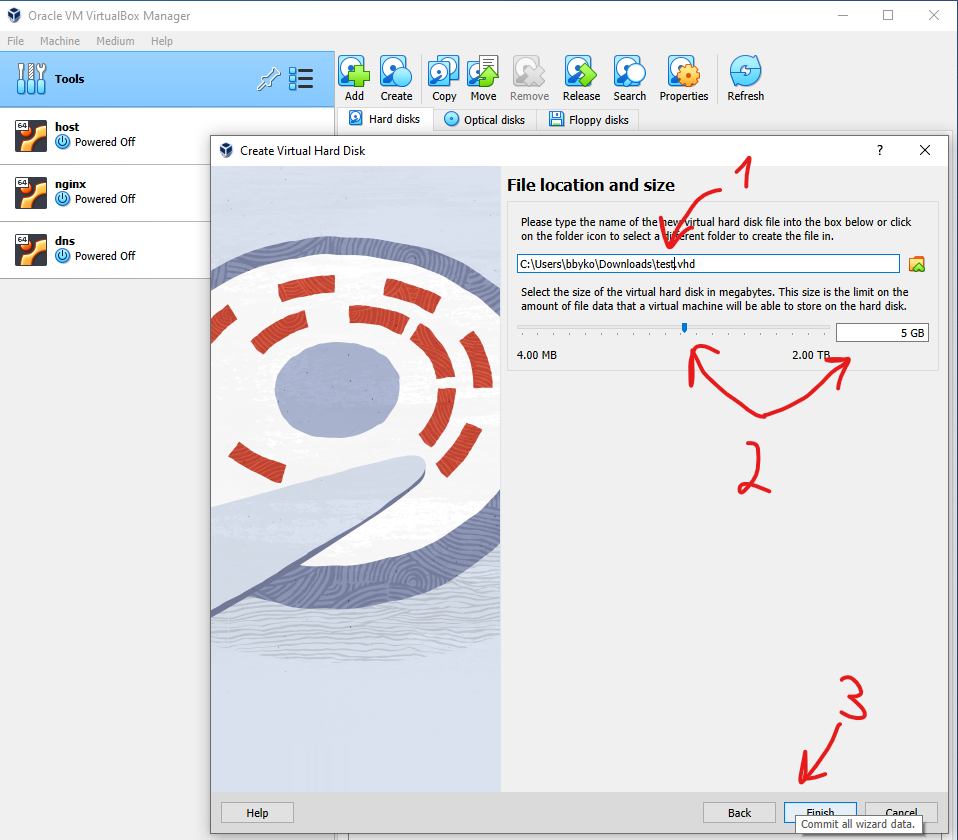 Oracle VM VirtualBox Manager
File Machine Medium Help
Tools
Add Create Copy Move Remove Release Search Properties Refresh
Hard disks Optical disks Floppy disks
64 host
Powered Off
64 nginx
Powered Off
64 dns
Powered Off
Create Virtual Hard Disk ?
1
File location and size
Please type the name of the new virtual hard disk file into the box below or click
on the folder icon to select a different folder to create the file in.
C:\Users\bbyko\Downloads\test.vhd
Select the size of the virtual hard disk in megabytes. This size is the limit on the
amount of file data that a virtual machine will be able to store on the hard disk.
5 GB
4.00 MB 2.00 TB
2
3
Help Back Finish Cancel
Commit all wizard data.